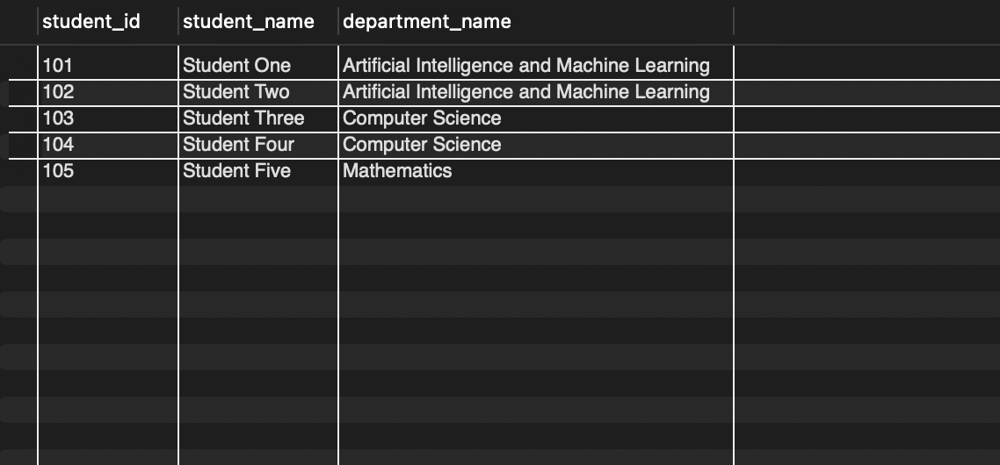 student_id student_name department_name
101 Student One Artificial Intelligence and Machine Learning
102 Student Two Artificial Intelligence and Machine Learning
103 Student Three Computer Science
104 Student Four Computer Science
105 Student Five Mathematics